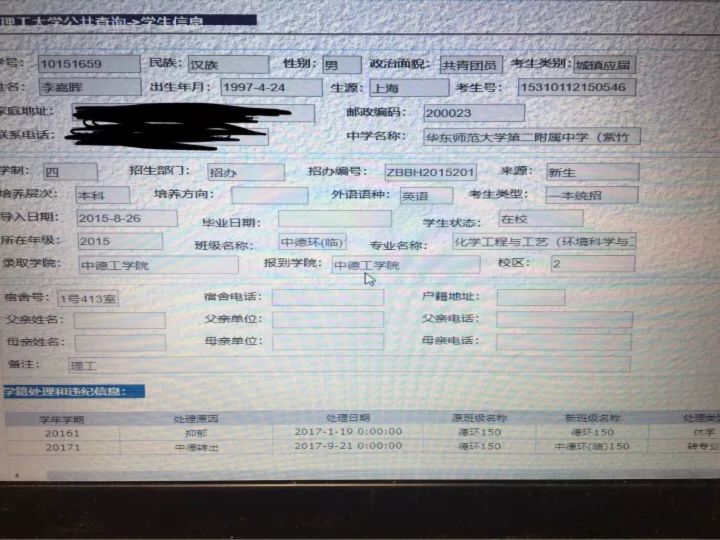 理工大学公共查询->学生信息
学号： 10151659 民族： 汉族 性别： 男 政治面貌： 共青团员 考生类别： 城镇应届
姓名： 李嘉晖 出生年月： 1997-4-24 生源： 上海 考生号： 15310112150546
家庭地址： 邮政编码： 200023
联系电话： 中学名称： 华东师范大学第二附属中学（紫竹
学制： 四 招生部门： 招办 招办编号： ZBBH2015201 来源： 新生
培养层次： 本科 培养方向： 外语语种： 英语 考生类型： 一本统招
导入日期： 2015-8-26 毕业日期： 学生状态： 在校
所在年级： 2015 班级名称： 中德环(临) 专业名称： 化学工程与工艺（环境科学与工
录取学院： 中德工学院 报到学院： 中德工学院 校区： 2
宿舍号： 1号413室 宿舍电话： 户籍地址：
父亲姓名： 父亲单位： 父亲电话：
母亲姓名： 母亲单位： 母亲电话：
备注： 理工
学籍处理和违纪信息：
学年学期 处理原因 处理日期 原班级名称 新班级名称 处理类
20161 抑郁 2017-1-19 0:00:00 德环150 德环150 休学
20171 中德转出 2017-9-21 0:00:00 德环150 中德环(临)150 转专业